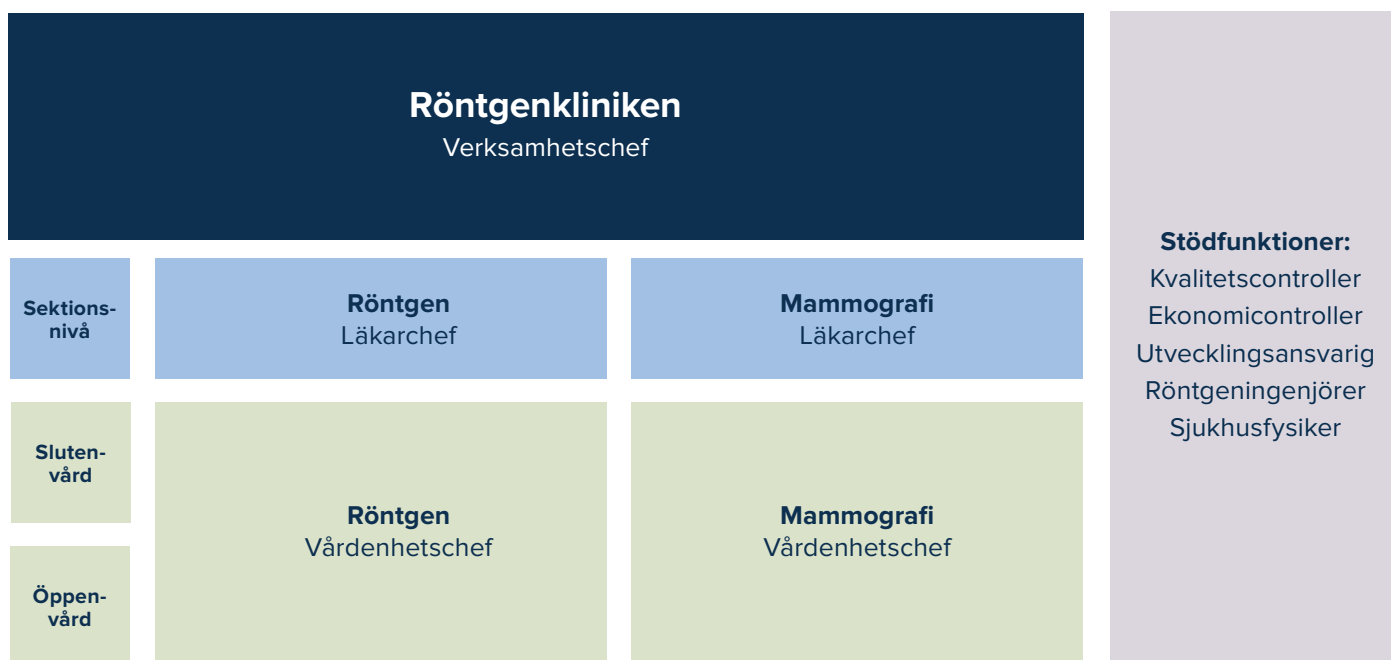 Röntgenkliniken
Verksamhetschef
Sektions-
nivå
Röntgen
Läkarchef
Mammografi
Läkarchef
Sluten-
vård
Öppen-
vård
Röntgen
Vårdenhetschef
Mammografi
Vårdenhetschef
Stödfunktioner:
Kvalitetscontroller
Ekonomicontroller
Utvecklingsansvarig
Röntgeningenjörer
Sjukhusfysiker